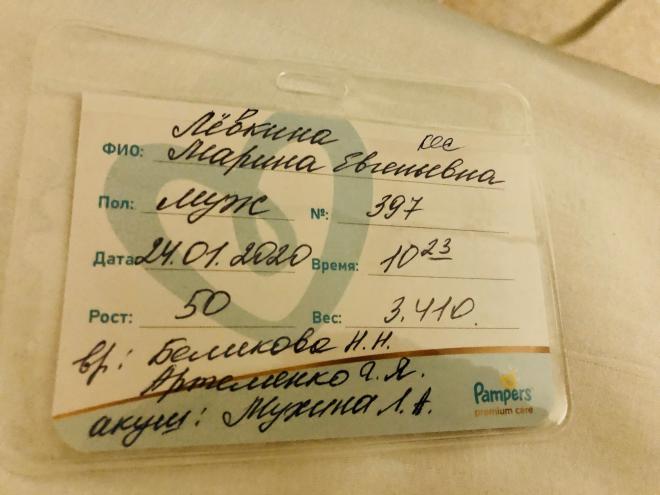 Лёвкина кес
ФИО: Марина Евгеньевна
Пол: Муж №: 397
Дата 24.01.2020 Время: 10 23
Рост: 50 Вес: 3.410.
вр: Беликова Н.Н.
Артеменко Г.Я.
акуш: Мухина Л.А.
Pampers
premium care